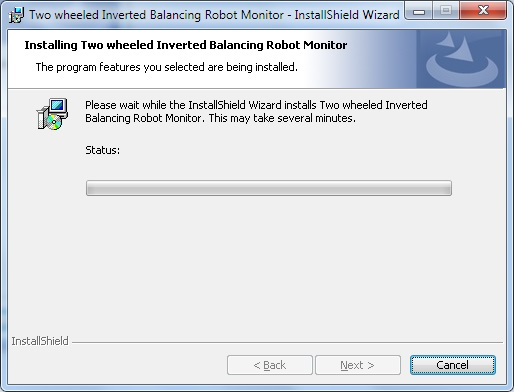 Two wheeled Inverted Balancing Robot Monitor - InstallShield Wizard
Installing Two wheeled Inverted Balancing Robot Monitor
The program features you selected are being installed.
Please wait while the InstallShield Wizard installs Two wheeled Inverted
Balancing Robot Monitor. This may take several minutes.
Status:
InstallShield
< Back
Next >
Cancel